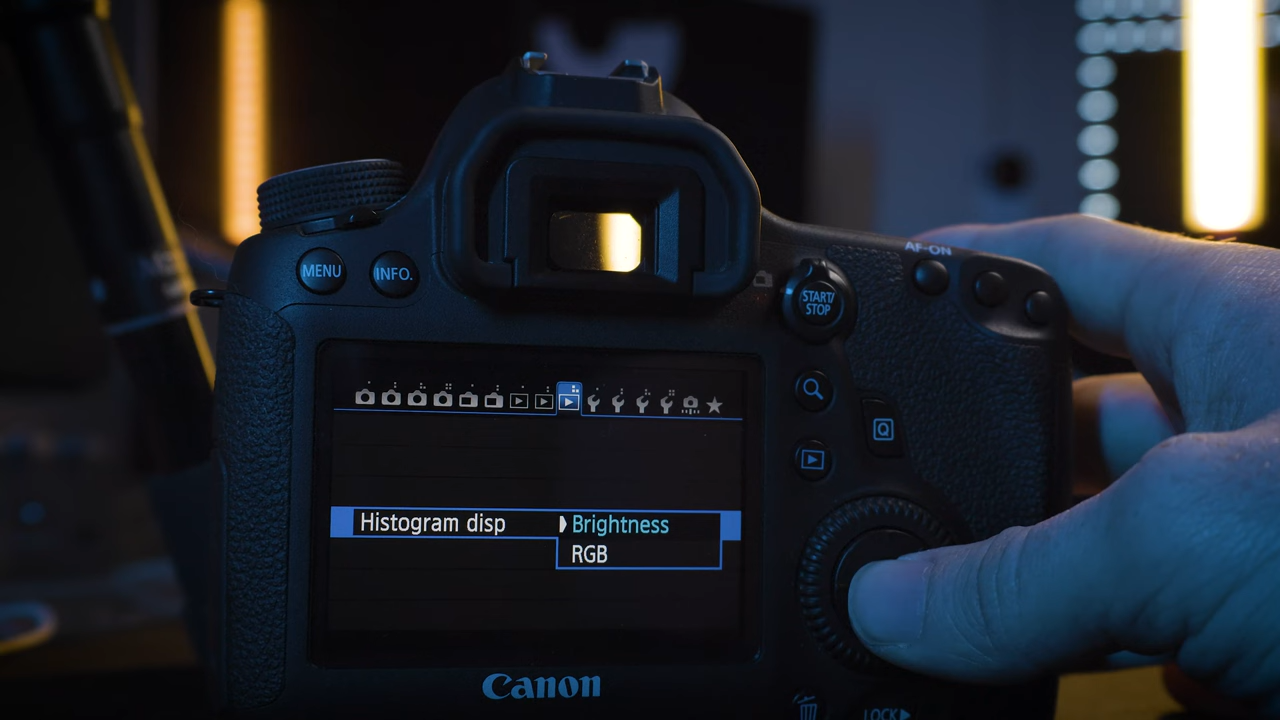 AF-ON
MENU
INFO.
START/
STOP
Q
Histogram disp
Brightness
RGB
Canon
LOCK